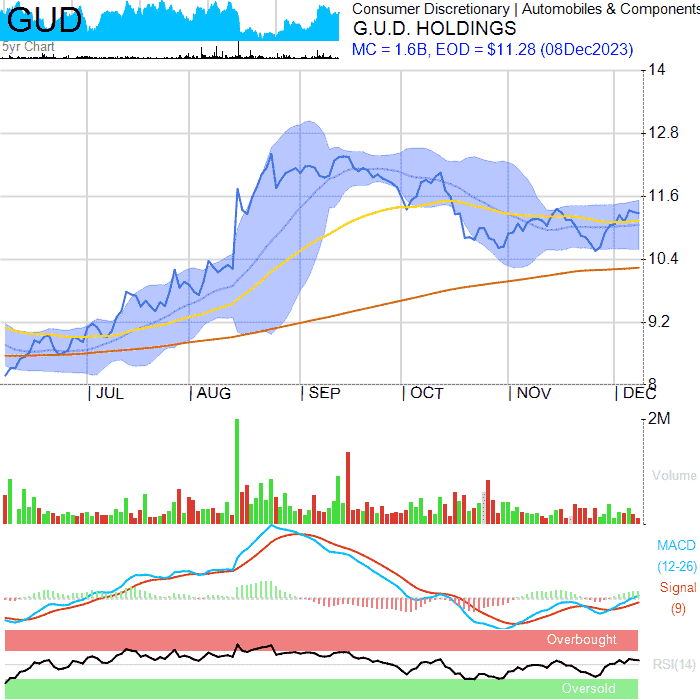 GUD
5yr Chart
Consumer Discretionary | Automobiles & Components
G.U.D. HOLDINGS
MC = 1.6B, EOD = $11.28 (08Dec2023)
14
12.8
11.6
10.4
9.2
8
JUL
AUG
SEP
OCT
NOV
DEC
2M
Volume
MACD
(12-26)
Signal
(9)
Overbought
RSI(14)
Oversold